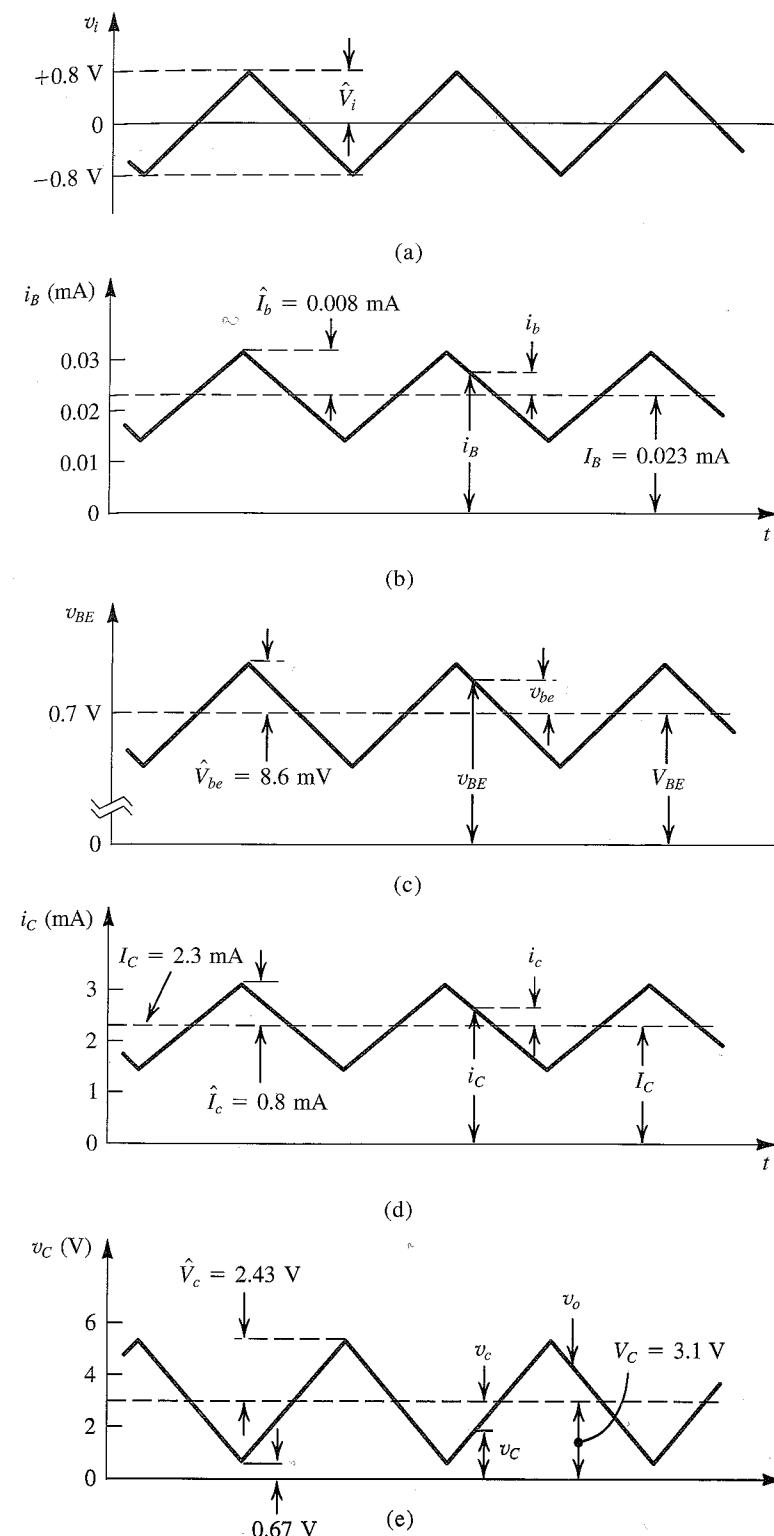 v_i
+0.8 V
V̂_i
0
−0.8 V
(a)
i_B (mA)
Î_b = 0.008 mA
i_b
0.03
0.02
i_B
I_B = 0.023 mA
0.01
0
t
(b)
v_BE
v_be
0.7 V
V̂_be = 8.6 mV
v_BE
V_BE
0
(c)
i_C (mA)
I_C = 2.3 mA
i_c
3
2
i_C
I_C
1
Î_c = 0.8 mA
0
t
(d)
v_C (V)
V̂_c = 2.43 V
v_o
6
v_c
V_C = 3.1 V
4
2
v_C
0
0.67 V
(e)